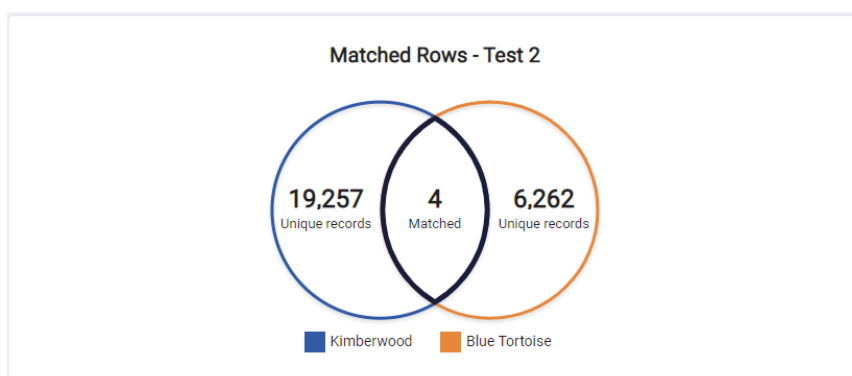 Matched Rows - Test 2
19,257 4 6,262
Unique records Matched Unique records
Kimberwood Blue Tortoise